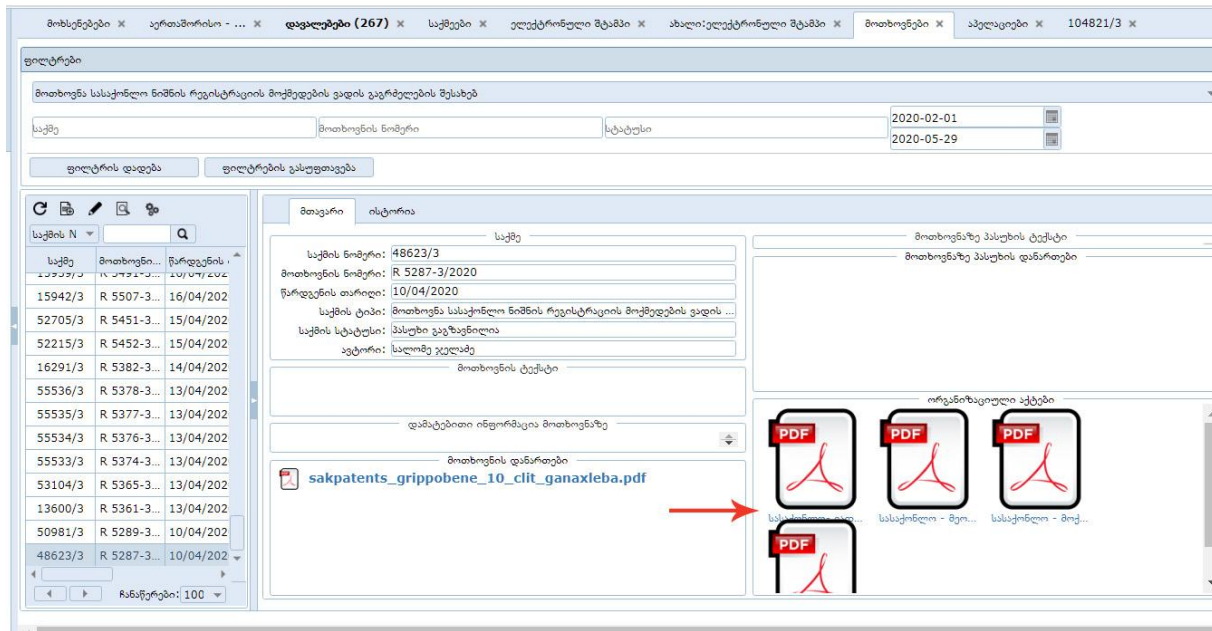 მოხსენებები ✕ აერთაშორისო - ... ✕ დავალებები (267) ✕ საქმეები ✕ ელექტრონული შტამპი ✕ ახალი:ელექტრონული შტამპი ✕ მოთხოვნები ✕ აპელაციები ✕ 104821/3 ✕
ფილტრები
მოთხოვნა სასაქონლო ნიშნის რეგისტრაციის მოქმედების ვადის გაგრძელების შესახებ
საქმე მოთხოვნის ნომერი სტატუსი 2020-02-01
2020-05-29
ფილტრის დადება ფილტრების გასუფთავება
მთავარი ისტორია
საქმის N
საქმე მოთხოვნი... წარდგენის
15942/3 R 5507-3... 16/04/202
52705/3 R 5451-3... 15/04/202
52215/3 R 5452-3... 15/04/202
16291/3 R 5382-3... 14/04/202
55536/3 R 5378-3... 13/04/202
55535/3 R 5377-3... 13/04/202
55534/3 R 5376-3... 13/04/202
55533/3 R 5374-3... 13/04/202
53104/3 R 5365-3... 13/04/202
13600/3 R 5361-3... 13/04/202
50981/3 R 5289-3... 10/04/202
48623/3 R 5287-3... 10/04/202
ჩანაწერები: 100
საქმე
საქმის ნომერი: 48623/3
მოთხოვნის ნომერი: R 5287-3/2020
წარდგენის თარიღი: 10/04/2020
საქმის ტიპი: მოთხოვნა სასაქონლო ნიშნის რეგისტრაციის მოქმედების ვადის ...
საქმის სტატუსი: პასუხი გაგზავნილია
ავტორი: სალომე ჯელაძე
მოთხოვნის ტექსტი
დამატებითი ინფორმაცია მოთხოვნაზე
მოთხოვნის დანართები
sakpatents_grippobene_10_clit_ganaxleba.pdf
მოთხოვნაზე პასუხის ტექსტი
მოთხოვნაზე პასუხის დანართები
ორგანიზაციული აქტები
PDF PDF PDF
სასაქონლო - მეო... სასაქონლო - მოქ...
PDF